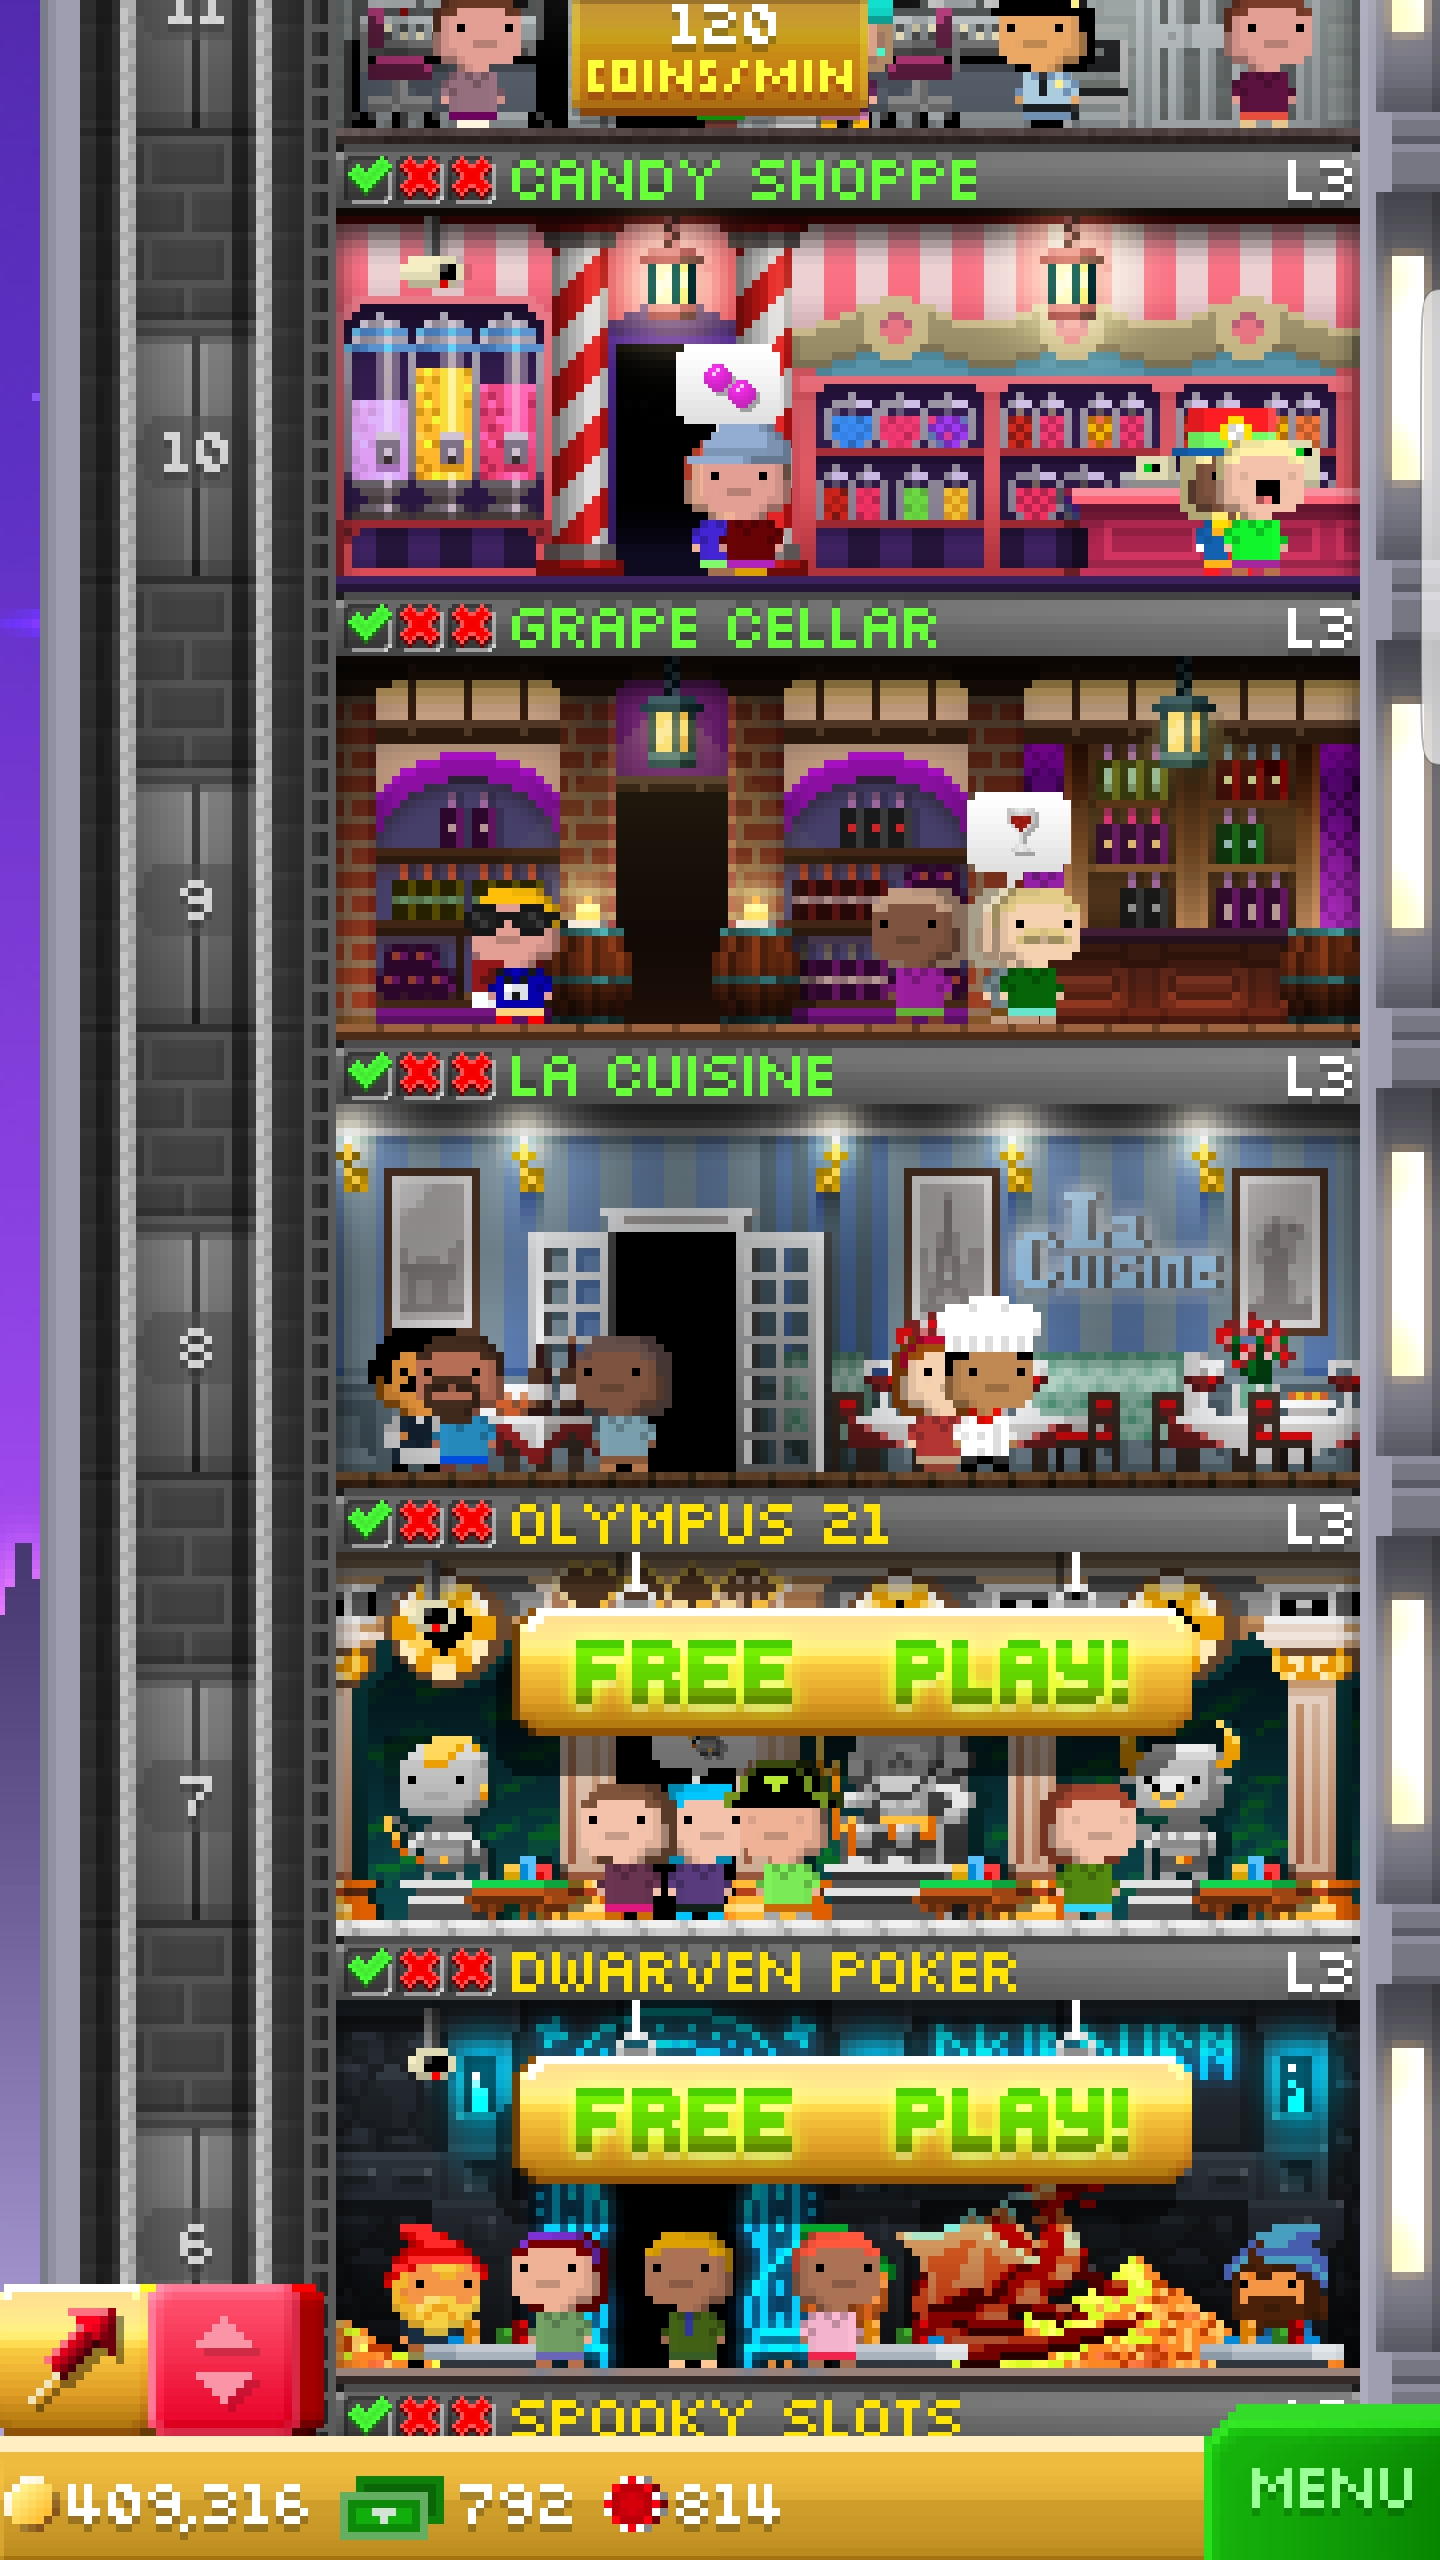 11
120
COINS/MIN
CANDY SHOPPE L3
10
GRAPE CELLAR L3
9
LA CUISINE L3
La
Cuisine
8
OLYMPUS 21 L3
FREE PLAY!
7
DWARVEN POKER L3
FREE PLAY!
6
SPOOKY SLOTS
409,316 792 814
MENU